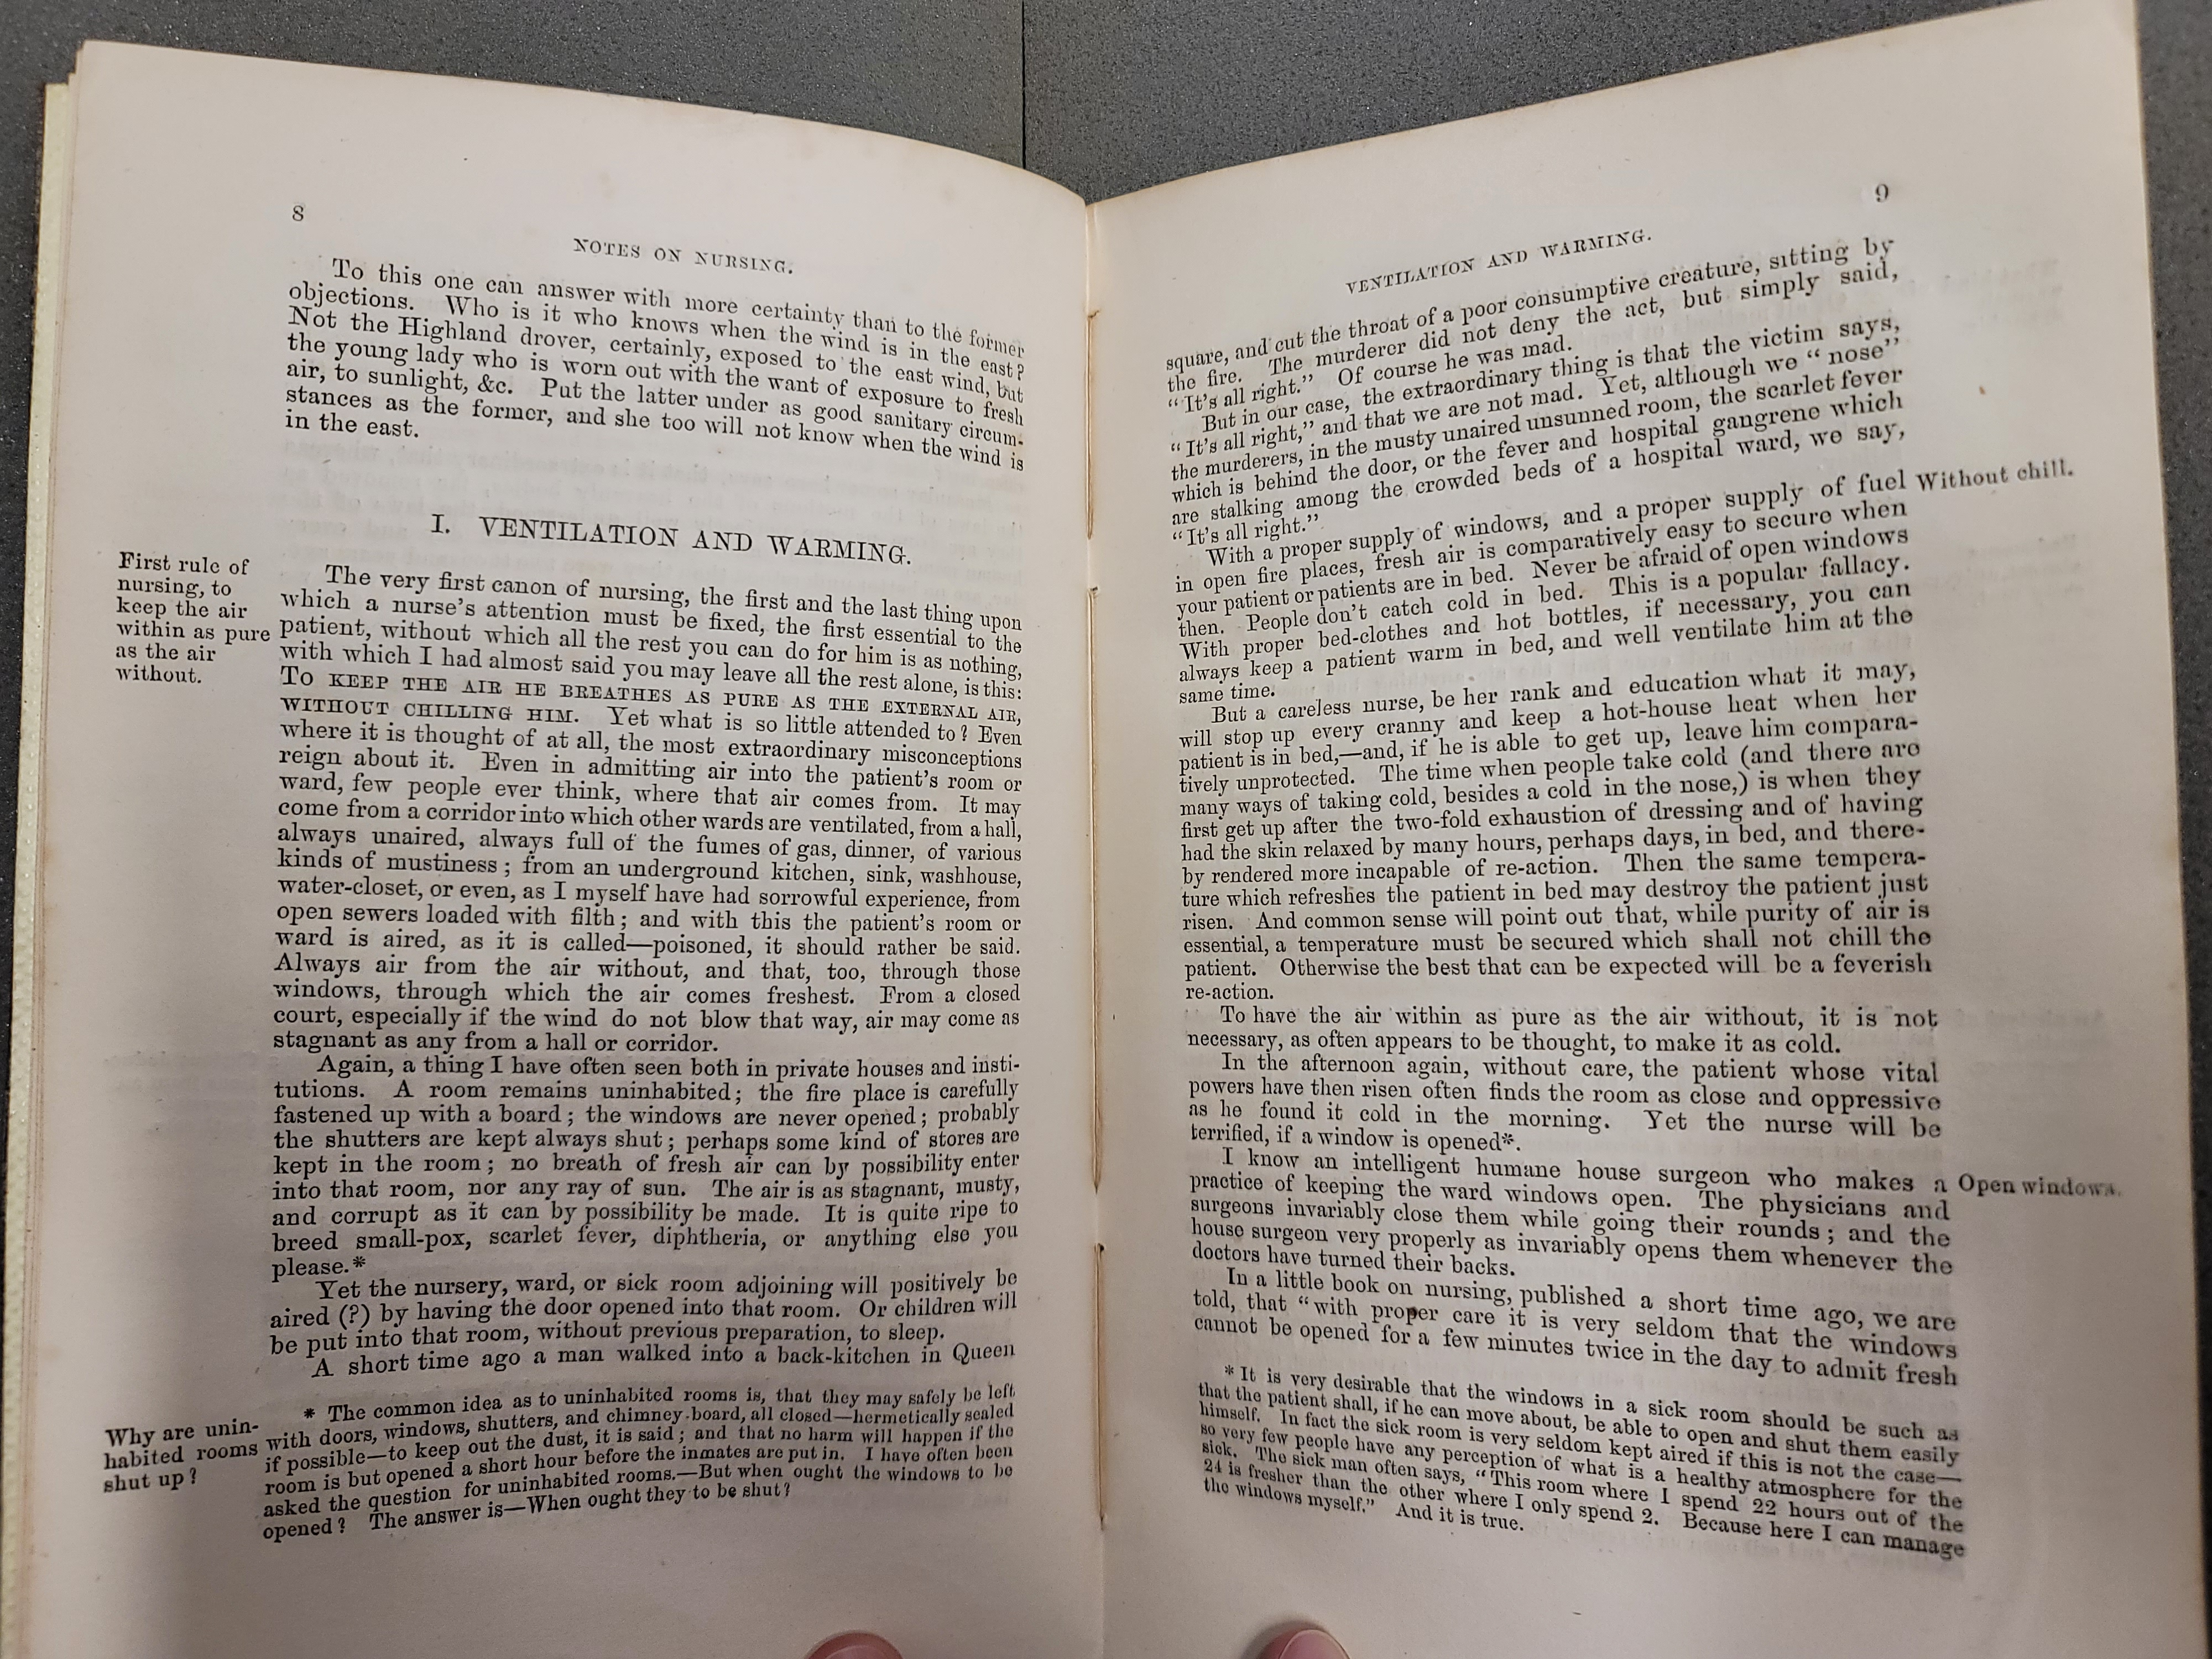 8
NOTES ON NURSING.
To this one can answer with more certainty than to the former
objections. Who is it who knows when the wind is in the east?
Not the Highland drover, certainly, exposed to the east wind, but
the young lady who is worn out with the want of exposure to fresh
air, to sunlight, &c. Put the latter under as good sanitary circum-
stances as the former, and she too will not know when the wind is
in the east.
I. VENTILATION AND WARMING.
First rule of
nursing, to
keep the air
within as pure
as the air
without.
The very first canon of nursing, the first and the last thing upon
which a nurse's attention must be fixed, the first essential to the
patient, without which all the rest you can do for him is as nothing,
with which I had almost said you may leave all the rest alone, is this:
To KEEP THE AIR HE BREATHES AS PURE AS THE EXTERNAL AIR,
WITHOUT CHILLING HIM. Yet what is so little attended to? Even
where it is thought of at all, the most extraordinary misconceptions
reign about it. Even in admitting air into the patient's room or
ward, few people ever think, where that air comes from. It may
come from a corridor into which other wards are ventilated, from a hall,
always unaired, always full of the fumes of gas, dinner, of various
kinds of mustiness; from an underground kitchen, sink, washhouse,
water-closet, or even, as I myself have had sorrowful experience, from
open sewers loaded with filth; and with this the patient's room or
ward is aired, as it is called—poisoned, it should rather be said.
Always air from the air without, and that, too, through those
windows, through which the air comes freshest. From a closed
court, especially if the wind do not blow that way, air may come as
stagnant as any from a hall or corridor.
Again, a thing I have often seen both in private houses and insti-
tutions. A room remains uninhabited; the fire place is carefully
fastened up with a board; the windows are never opened; probably
the shutters are kept always shut; perhaps some kind of stores are
kept in the room; no breath of fresh air can by possibility enter
into that room, nor any ray of sun. The air is as stagnant, musty,
and corrupt as it can by possibility be made. It is quite ripe to
breed small-pox, scarlet fever, diphtheria, or anything else you
please.*
Yet the nursery, ward, or sick room adjoining will positively be
aired (?) by having the door opened into that room. Or children will
be put into that room, without previous preparation, to sleep.
A short time ago a man walked into a back-kitchen in Queen
Why are unin-
habited rooms
shut up?
* The common idea as to uninhabited rooms is, that they may safely be left
with doors, windows, shutters, and chimney-board, all closed—hermetically sealed
if possible—to keep out the dust, it is said; and that no harm will happen if the
room is but opened a short hour before the inmates are put in. I have often been
asked the question for uninhabited rooms.—But when ought the windows to be
opened? The answer is—When ought they to be shut?
9
VENTILATION AND WARMING.
square, and cut the throat of a poor consumptive creature, sitting by
the fire. The murderer did not deny the act, but simply said,
"It's all right." Of course he was mad.
But in our case, the extraordinary thing is that the victim says,
"It's all right," and that we are not mad. Yet, although we "nose"
the murderers, in the musty unaired unsunned room, the scarlet fever
which is behind the door, or the fever and hospital gangrene which
are stalking among the crowded beds of a hospital ward, we say,
"It's all right."
Without chill.
With a proper supply of windows, and a proper supply of fuel
in open fire places, fresh air is comparatively easy to secure when
your patient or patients are in bed. Never be afraid of open windows
then. People don't catch cold in bed. This is a popular fallacy.
With proper bed-clothes and hot bottles, if necessary, you can
always keep a patient warm in bed, and well ventilate him at the
same time.
But a careless nurse, be her rank and education what it may,
will stop up every cranny and keep a hot-house heat when her
patient is in bed,—and, if he is able to get up, leave him compara-
tively unprotected. The time when people take cold (and there are
many ways of taking cold, besides a cold in the nose,) is when they
first get up after the two-fold exhaustion of dressing and of having
had the skin relaxed by many hours, perhaps days, in bed, and there-
by rendered more incapable of re-action. Then the same tempera-
ture which refreshes the patient in bed may destroy the patient just
risen. And common sense will point out that, while purity of air is
essential, a temperature must be secured which shall not chill the
patient. Otherwise the best that can be expected will be a feverish
re-action.
To have the air within as pure as the air without, it is not
necessary, as often appears to be thought, to make it as cold.
In the afternoon again, without care, the patient whose vital
powers have then risen often finds the room as close and oppressive
as he found it cold in the morning. Yet the nurse will be
terrified, if a window is opened*.
Open windows.
I know an intelligent humane house surgeon who makes a
practice of keeping the ward windows open. The physicians and
surgeons invariably close them while going their rounds; and the
house surgeon very properly as invariably opens them whenever the
doctors have turned their backs.
In a little book on nursing, published a short time ago, we are
told, that "with proper care it is very seldom that the windows
cannot be opened for a few minutes twice in the day to admit fresh
* It is very desirable that the windows in a sick room should be such as
that the patient shall, if he can move about, be able to open and shut them easily
himself. In fact the sick room is very seldom kept aired if this is not the case—
so very few people have any perception of what is a healthy atmosphere for the
sick. The sick man often says, "This room where I spend 22 hours out of the
24 is fresher than the other where I only spend 2. Because here I can manage
the windows myself." And it is true.